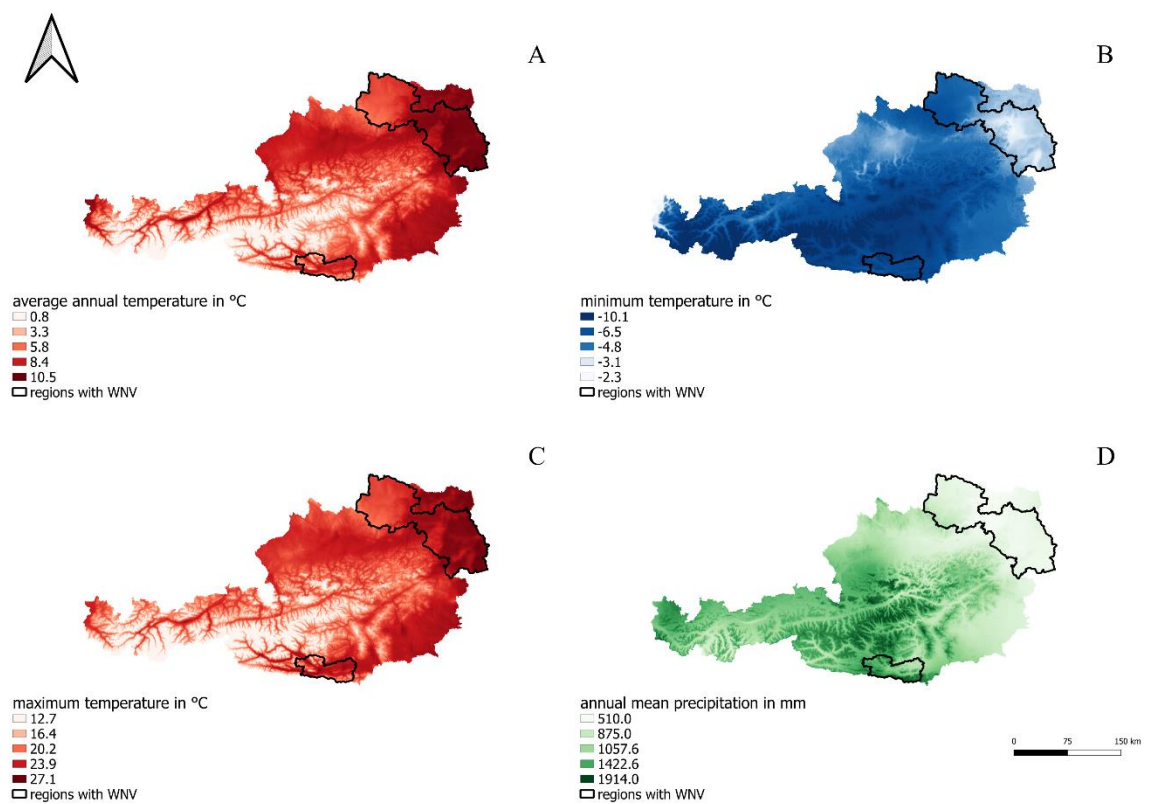 A
average annual temperature in °C
0.8
3.3
5.8
8.4
10.5
regions with WNV
B
minimum temperature in °C
-10.1
-6.5
-4.8
-3.1
-2.3
regions with WNV
C
maximum temperature in °C
12.7
16.4
20.2
23.9
27.1
regions with WNV
D
annual mean precipitation in mm
510.0
875.0
1057.6
1422.6
1914.0
regions with WNV
0 75 150 km